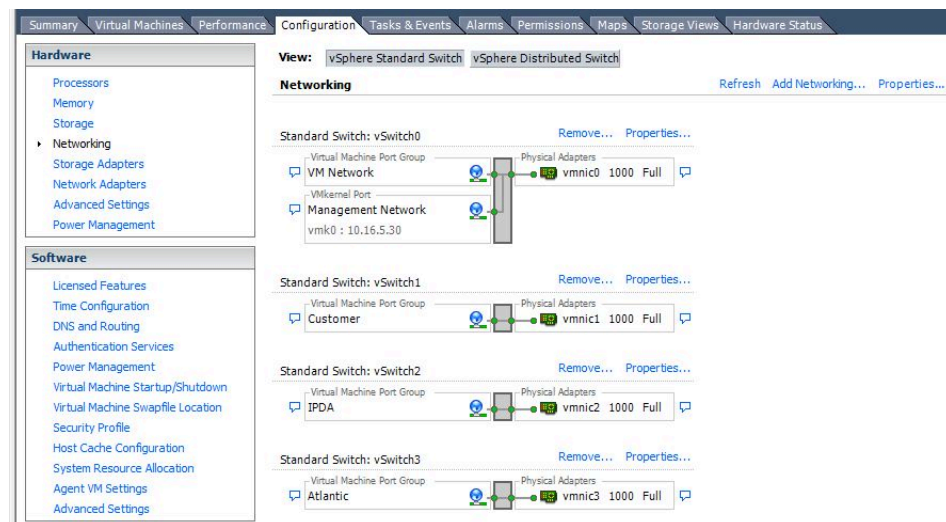 Summary Virtual Machines Performance Configuration Tasks & Events Alarms Permissions Maps Storage Views Hardware Status
Hardware
Processors
Memory
Storage
Networking
Storage Adapters
Network Adapters
Advanced Settings
Power Management
Software
Licensed Features
Time Configuration
DNS and Routing
Authentication Services
Power Management
Virtual Machine Startup/Shutdown
Virtual Machine Swapfile Location
Security Profile
Host Cache Configuration
System Resource Allocation
Agent VM Settings
Advanced Settings
View: vSphere Standard Switch vSphere Distributed Switch
Networking Refresh Add Networking... Properties...
Standard Switch: vSwitch0 Remove... Properties...
Virtual Machine Port Group Physical Adapters
VM Network vmnic0 1000 Full
VMkernel Port
Management Network
vmk0 : 10.16.5.30
Standard Switch: vSwitch1 Remove... Properties...
Virtual Machine Port Group Physical Adapters
Customer vmnic1 1000 Full
Standard Switch: vSwitch2 Remove... Properties...
Virtual Machine Port Group Physical Adapters
IPDA vmnic2 1000 Full
Standard Switch: vSwitch3 Remove... Properties...
Virtual Machine Port Group Physical Adapters
Atlantic vmnic3 1000 Full